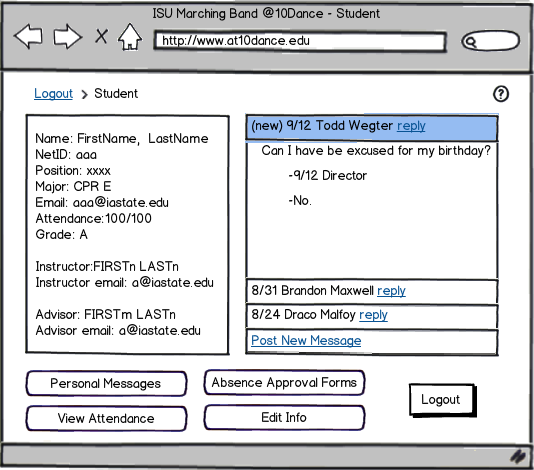 ISU Marching Band @10Dance - Student
http://www.at10dance.edu
Logout > Student
?
Name: FirstName, LastName
NetID: aaa
Position: xxxx
Major: CPR E
Email: aaa@iastate.edu
Attendance:100/100
Grade: A
Instructor:FIRSTn LASTn
Instructor email: a@iastate.edu
Advisor: FIRSTm LASTn
Advisor email: a@iastate.edu
(new) 9/12 Todd Wegter reply
Can I have be excused for my birthday?
-9/12 Director
-No.
8/31 Brandon Maxwell reply
8/24 Draco Malfoy reply
Post New Message
Personal Messages
Absence Approval Forms
View Attendance
Edit Info
Logout